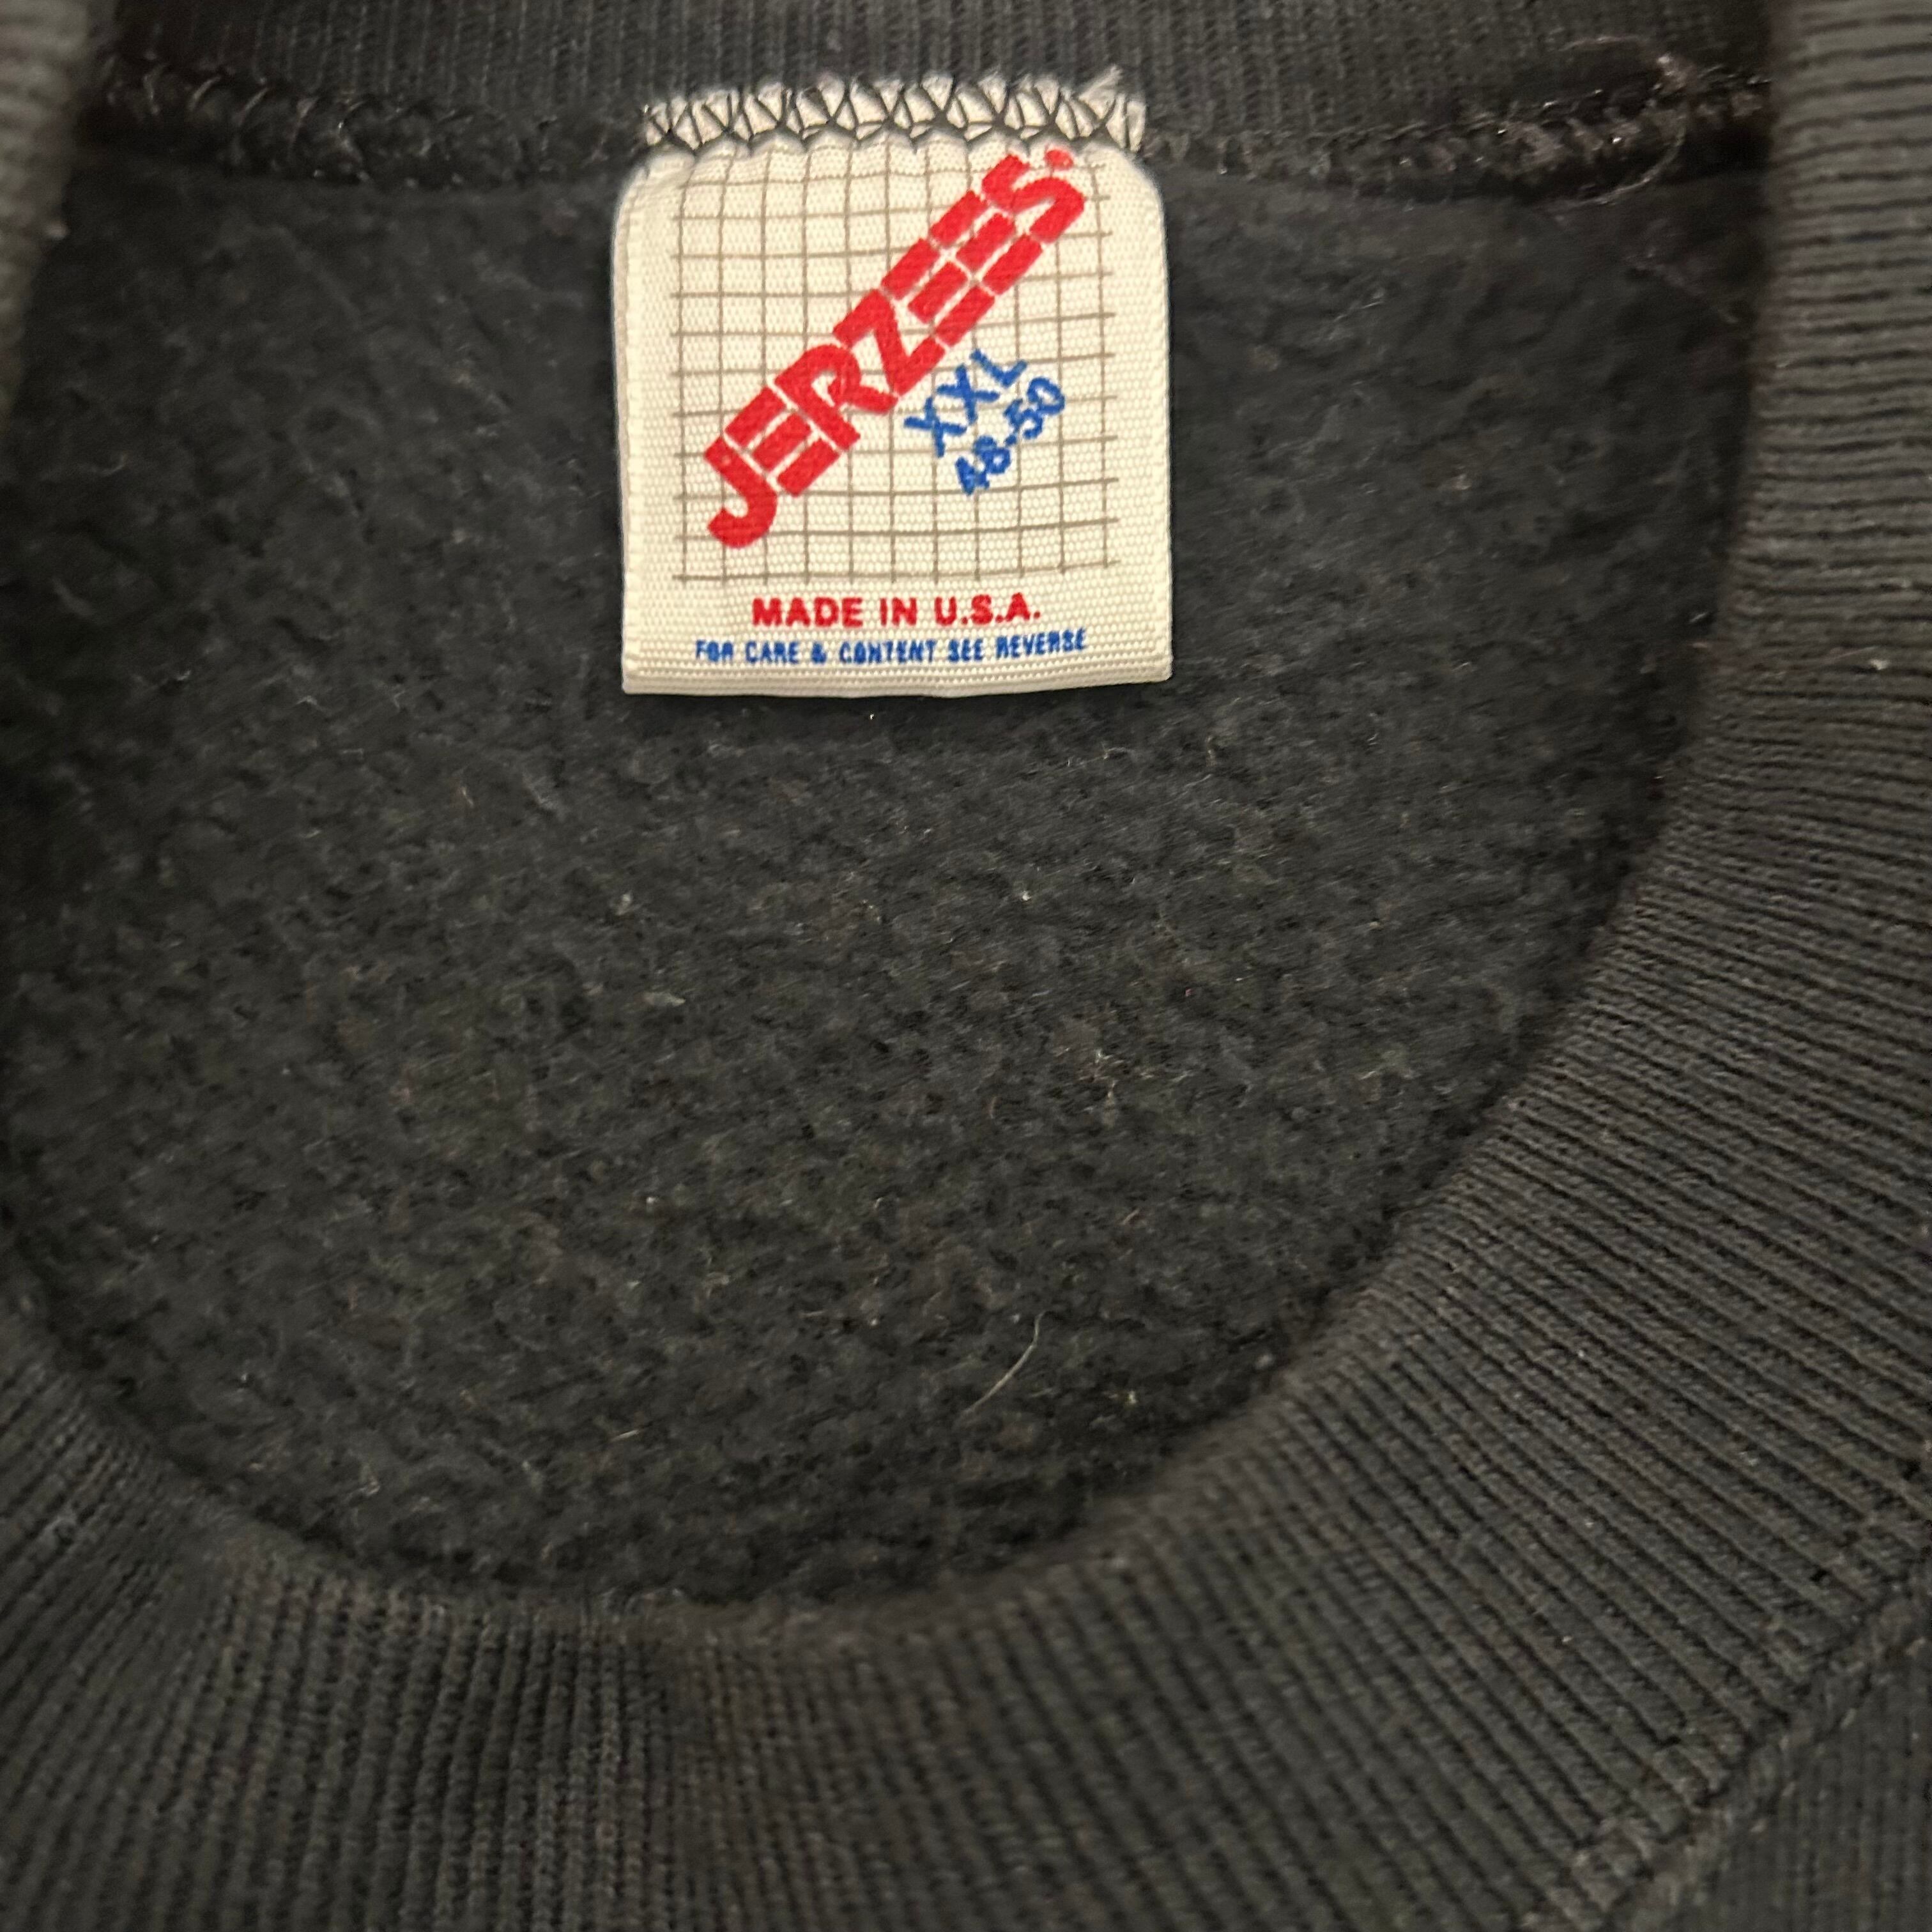 JERZEES
XXL
48-50
MADE IN U.S.A.
FOR CARE & CONTENT SEE REVERSE